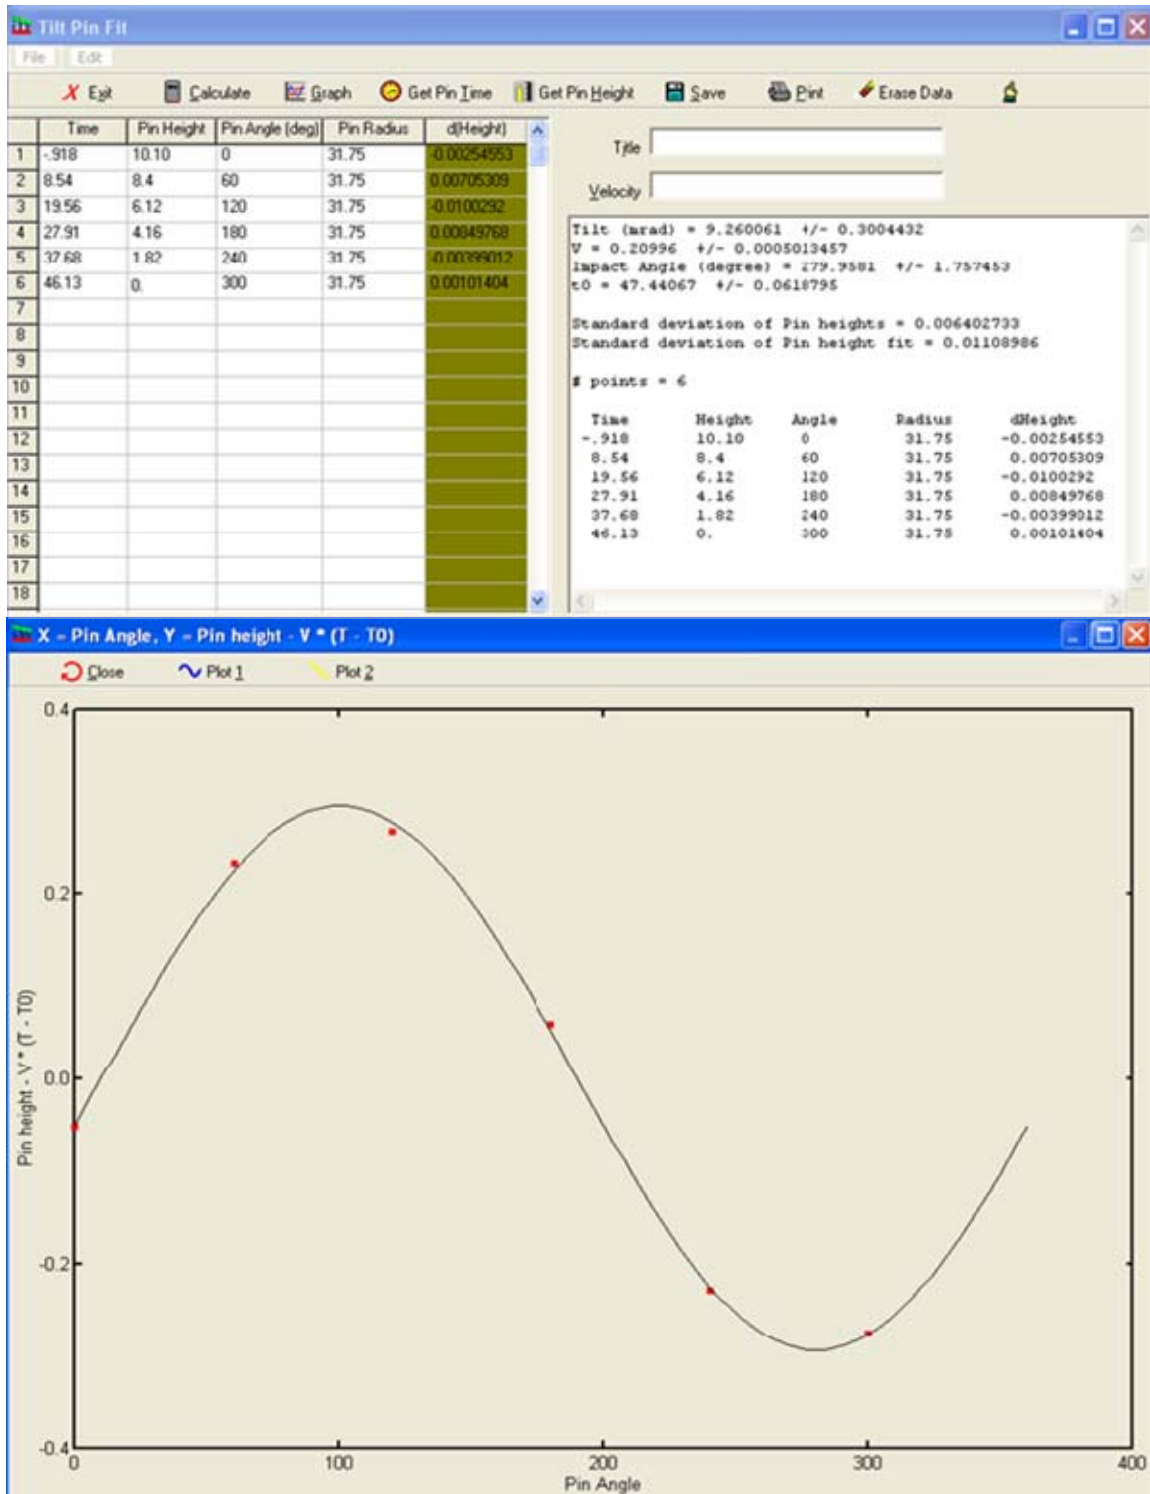 Tilt Pin Fit
File Edit
Exit Calculate Graph Get Pin Time Get Pin Height Save Print Erase Data
Time Pin Height Pin Angle (deg) Pin Radius d(Height)
1 -.918 10.10 0 31.75 -0.00254553
2 8.54 8.4 60 31.75 0.00705309
3 19.56 6.12 120 31.75 -0.0100292
4 27.91 4.16 180 31.75 0.00849768
5 37.68 1.82 240 31.75 -0.00399012
6 46.13 0. 300 31.75 0.00101404
7
8
9
10
11
12
13
14
15
16
17
18
Title
Velocity
Tilt (mrad) = 9.260061 +/- 0.3004432
V = 0.20996 +/- 0.0005013457
Impact Angle (degree) = 279.9581 +/- 1.757453
t0 = 47.44067 +/- 0.0618795
Standard deviation of Pin heights = 0.006402733
Standard deviation of Pin height fit = 0.01108986
# points = 6
Time Height Angle Radius dHeight
-.918 10.10 0 31.75 -0.00254553
8.54 8.4 60 31.75 0.00705309
19.56 6.12 120 31.75 -0.0100292
27.91 4.16 180 31.75 0.00849768
37.68 1.82 240 31.75 -0.00399012
46.13 0. 300 31.75 0.00101404
X = Pin Angle, Y = Pin height - V * (T - T0)
Close Plot 1 Plot 2
0.4
0.2
0.0
-0.2
-0.4
Pin height - V * (T - T0)
0 100 200 300 400
Pin Angle